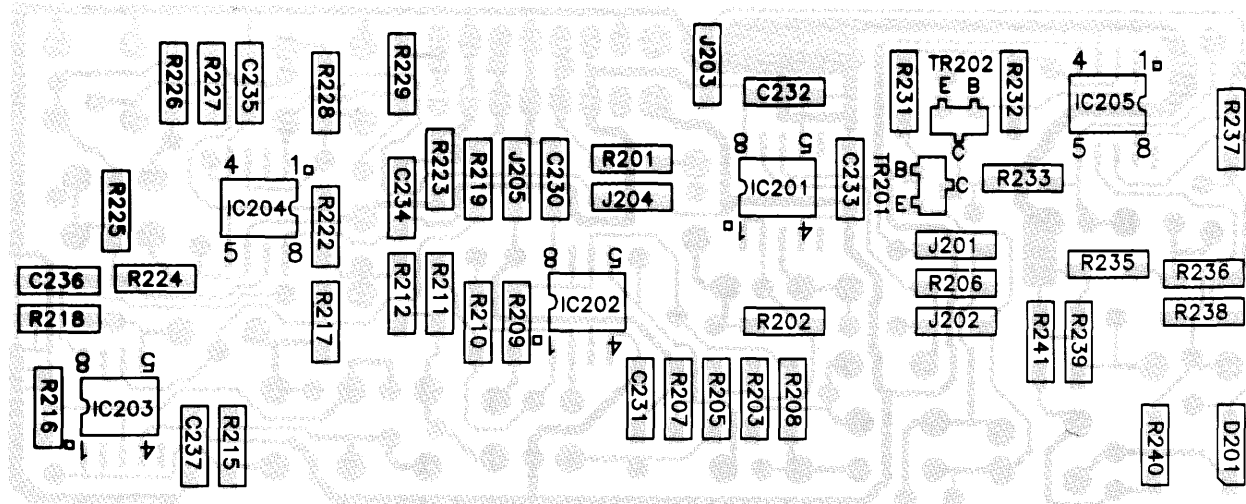 R226
R227
C235
R228
R229
J203
C232
R231
TR202
E B
C
R232
4 1
IC205
5 8
R237
R225
4 1
IC204
5 8
R222
C234
R223
R219
J205
C230
R201
J204
8 5
IC201
1 4
C233
TR201
B
C
E
R233
C236
R224
R218
R217
R212
R211
R210
R209
8 5
IC202
1 4
R202
J201
R206
J202
R235
R236
R238
R241
R239
R216
8 5
IC203
1 4
C237
R215
C231
R207
R205
R203
R208
R240
D201